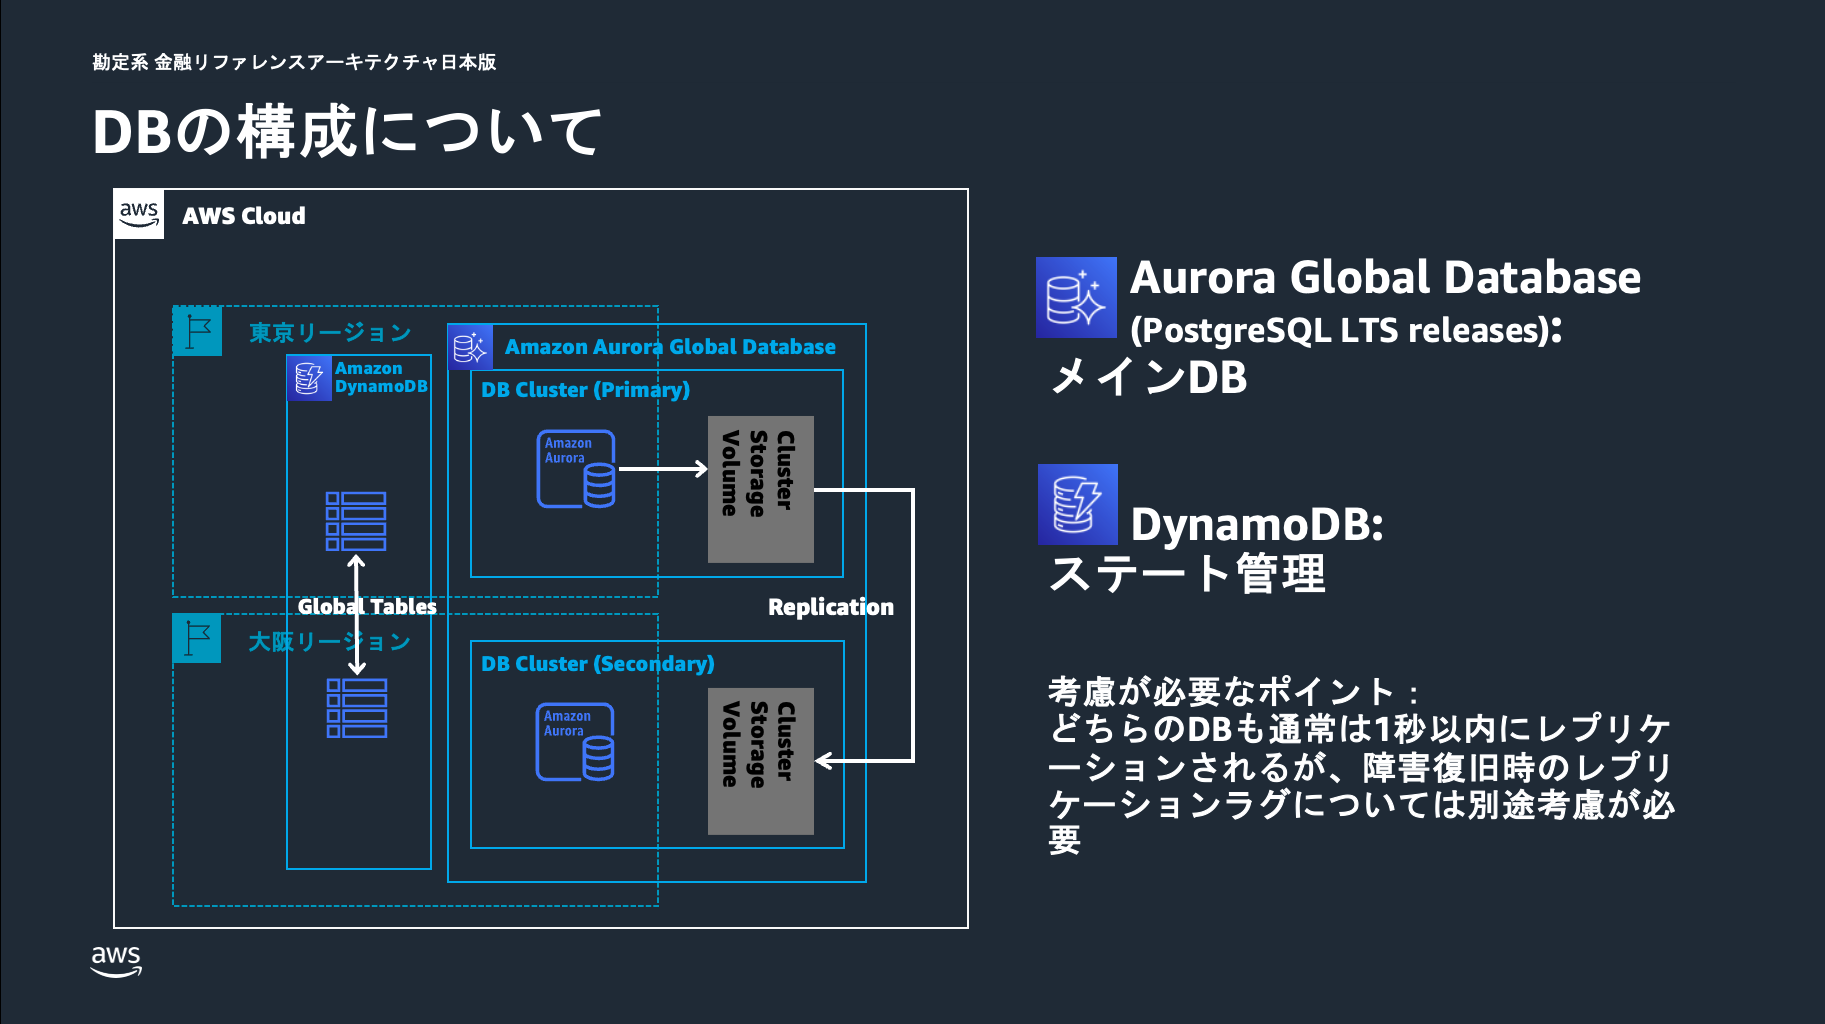 勘定系 金融リファレンスアーキテクチャ日本版
DBの構成について
aws
AWS Cloud
東京リージョン
Amazon
DynamoDB
Amazon Aurora Global Database
DB Cluster (Primary)
Amazon
Aurora
Cluster
Storage
Volume
Global Tables
Replication
大阪リージョン
DB Cluster (Secondary)
Amazon
Aurora
Cluster
Storage
Volume
Aurora Global Database
(PostgreSQL LTS releases):
メインDB
DynamoDB:
ステート管理
考慮が必要なポイント：
どちらのDBも通常は1秒以内にレプリケ
ーションされるが、障害復旧時のレプリ
ケーションラグについては別途考慮が必
要
aws